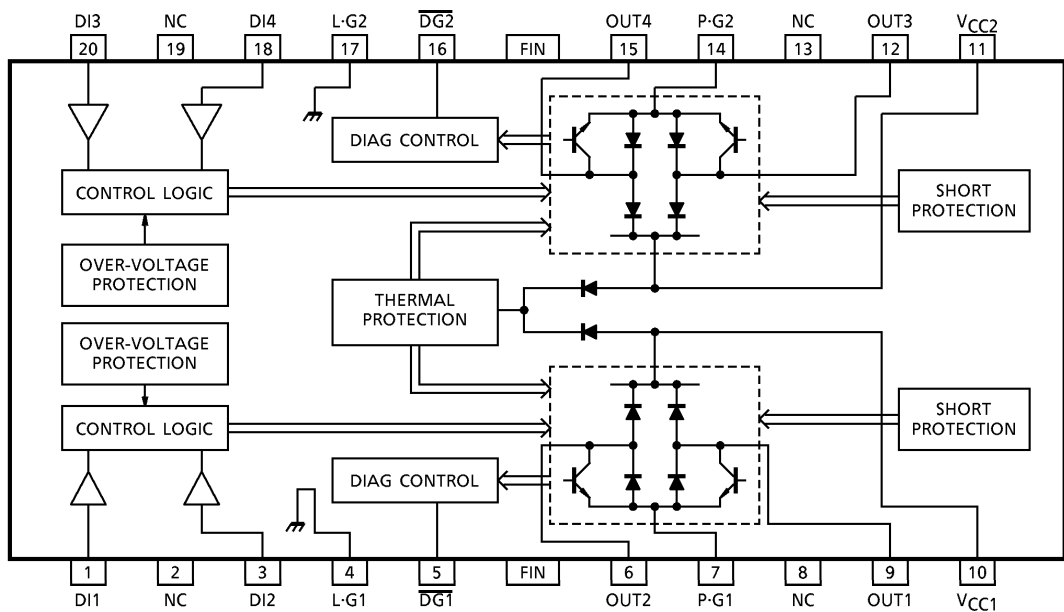 DI3 NC DI4 L·G2 DG2 OUT4 P·G2 NC OUT3 VCC2
20 19 18 17 16 FIN 15 14 13 12 11
DIAG CONTROL
CONTROL LOGIC
SHORT
PROTECTION
OVER-VOLTAGE
PROTECTION
THERMAL
PROTECTION
OVER-VOLTAGE
PROTECTION
SHORT
PROTECTION
CONTROL LOGIC
DIAG CONTROL
1 2 3 4 5 FIN 6 7 8 9 10
DI1 NC DI2 L·G1 DG1 OUT2 P·G1 NC OUT1 VCC1